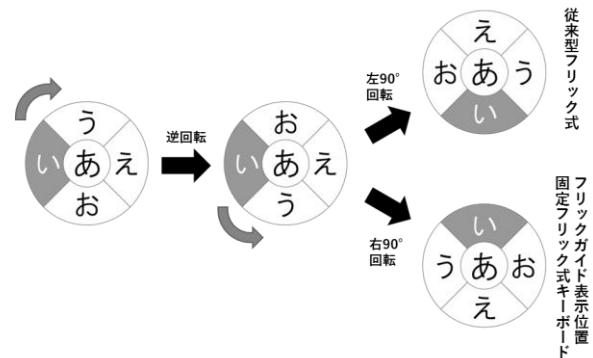 う
い あ え
お
逆回転
お
い あ え
う
左90°
回転
え
お あ う
い
従来型フリック式
右90°
回転
い
う あ お
え
フリックガイド表示位置
固定フリック式キーボード